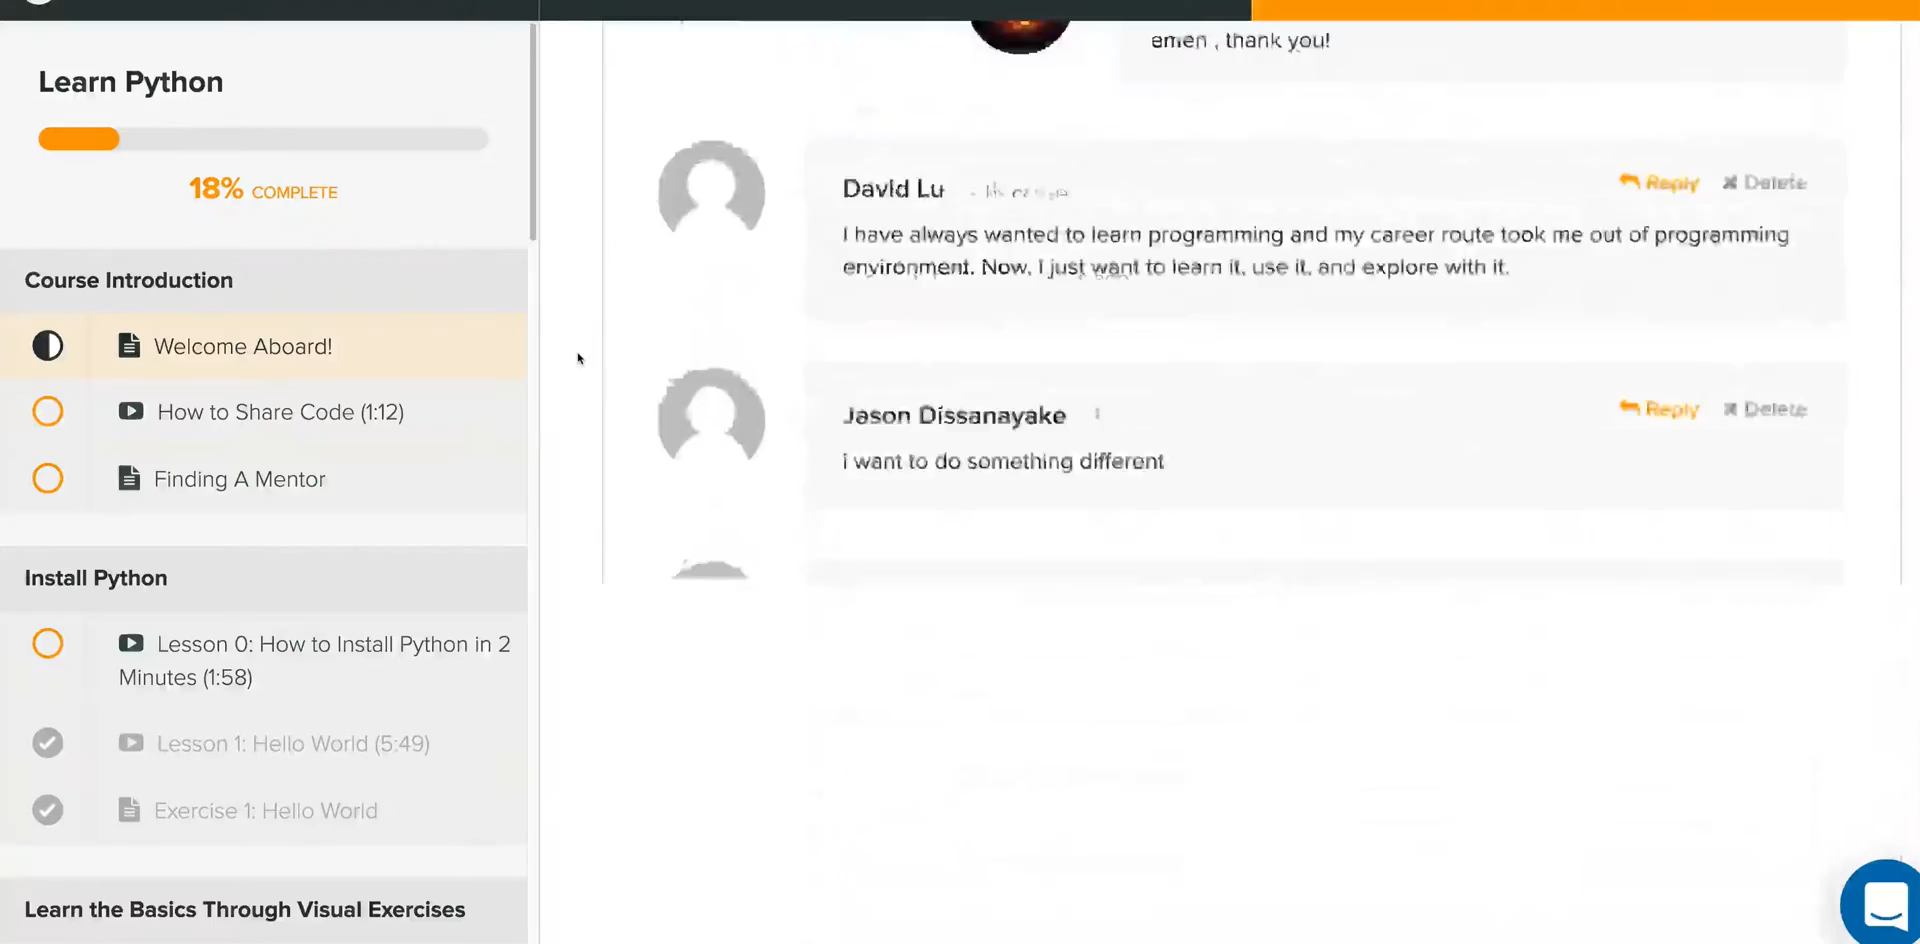 Learn Python
18% COMPLETE
Course Introduction
Welcome Aboard!
How to Share Code (1:12)
Finding A Mentor
Install Python
Lesson 0: How to Install Python in 2
Minutes (1:58)
Lesson 1: Hello World (5:49)
Exercise 1: Hello World
Learn the Basics Through Visual Exercises
amen , thank you!
David Lu
Reply
Delete
I have always wanted to learn programming and my career route took me out of programming
environment. Now, I just want to learn it, use it, and explore with it.
Jason Dissanayake
Reply
Delete
i want to do something different